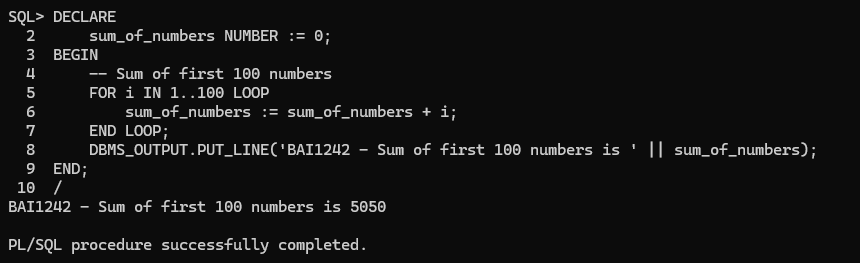 SQL> DECLARE
  2      sum_of_numbers NUMBER := 0;
  3  BEGIN
  4      -- Sum of first 100 numbers
  5      FOR i IN 1..100 LOOP
  6          sum_of_numbers := sum_of_numbers + i;
  7      END LOOP;
  8      DBMS_OUTPUT.PUT_LINE('BAI1242 - Sum of first 100 numbers is ' || sum_of_numbers);
  9  END;
 10  /
BAI1242 - Sum of first 100 numbers is 5050

PL/SQL procedure successfully completed.